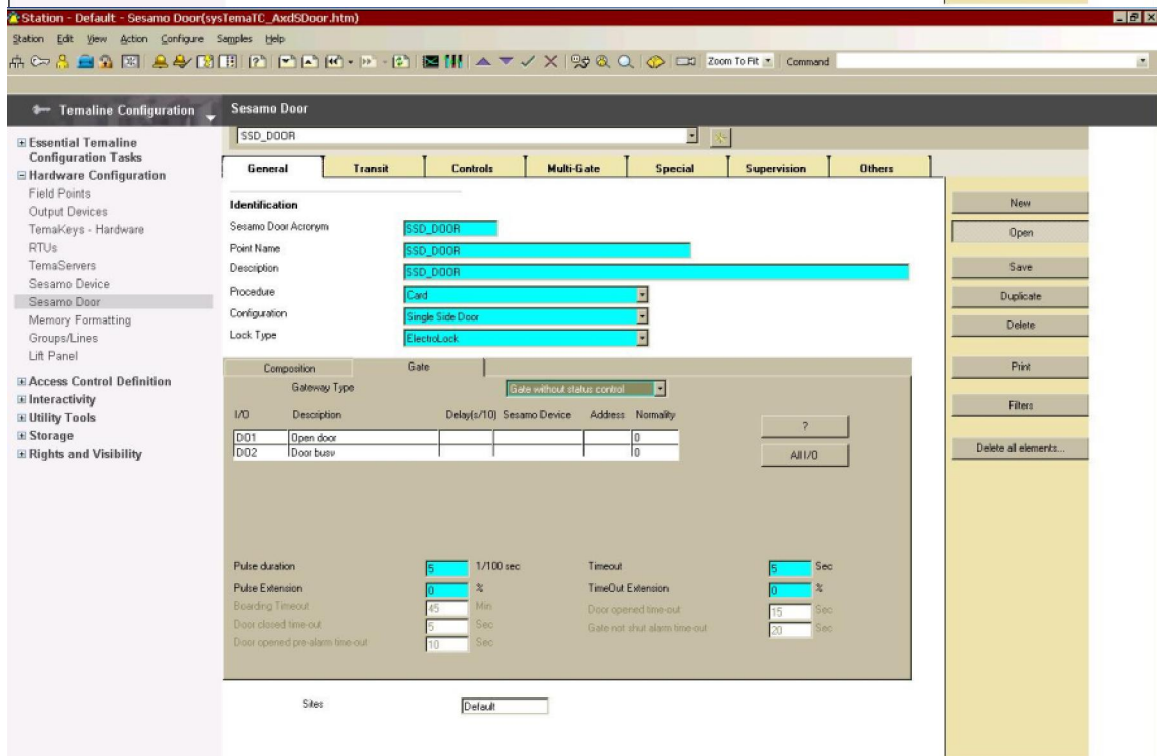 Station - Default - Sesamo Door(sysTemaTC_AxdSDoor.htm)
Station Edit View Action Configure Samples Help
Zoom To Fit Command
Temaline Configuration
Sesamo Door
Essential Temaline
Configuration Tasks
Hardware Configuration
Field Points
Output Devices
TemaKeys - Hardware
RTUs
TemaServers
Sesamo Device
Sesamo Door
Memory Formatting
Groups/Lines
Lift Panel
Access Control Definition
Interactivity
Utility Tools
Storage
Rights and Visibility
SSD_DOOR
General Transit Controls Multi-Gate Special Supervision Others
Identification
Sesamo Door Acronym SSD_DOOR
Point Name SSD_DOOR
Description SSD_DOOR
Procedure Card
Configuration Single Side Door
Lock Type ElectroLock
Composition Gate
Gateway Type Gate without status control
I/O Description Delay(s/10) Sesamo Device Address Normality
DO1 Open door 0
DO2 Door busy 0
?
All I/O
Pulse duration 5 1/100 sec Timeout 5 Sec
Pulse Extension 0 % TimeOut Extension 0 %
Boarding Timeout 45 Min Door opened time-out 15 Sec
Door closed time-out 5 Sec Gate not shut alarm time-out 20 Sec
Door opened pre-alarm time-out 10 Sec
Sites Default
New
Open
Save
Duplicate
Delete
Print
Filters
Delete all elements...